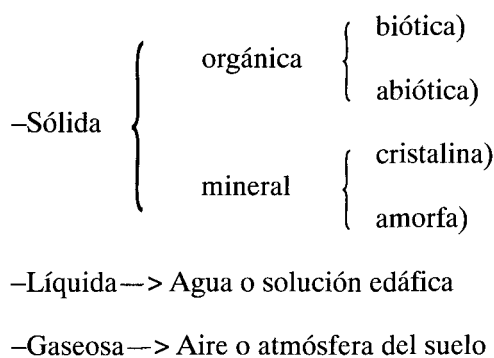 biótica)
orgánica
abiótica)
–Sólida
cristalina)
mineral
amorfa)
–Líquida—> Agua o solución edáfica
–Gaseosa—> Aire o atmósfera del suelo